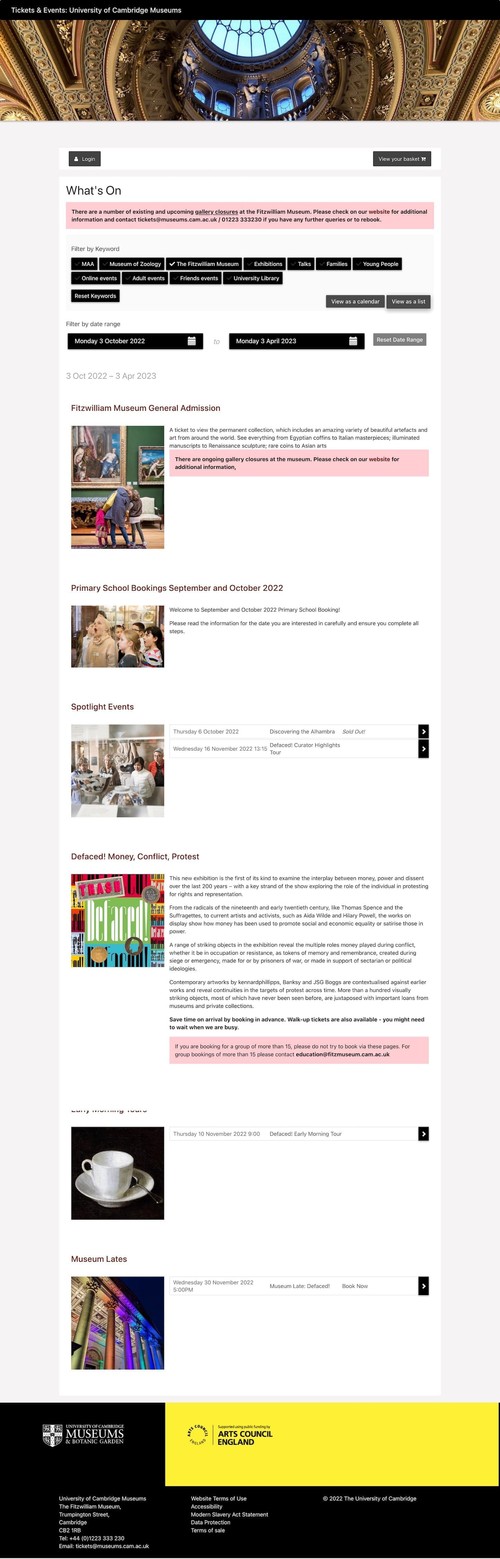 Tickets & Events: University of Cambridge Museums
Login
View your basket
What's On
There are a number of existing and upcoming gallery closures at the Fitzwilliam Museum. Please check on our website for additional
information and contact tickets@museums.cam.ac.uk / 01223 333230 if you have any further queries or to rebook.
Filter by Keyword
MAA
Museum of Zoology
The Fitzwilliam Museum
Exhibitions
Talks
Families
Young People
Online events
Adult events
Friends events
University Library
Reset Keywords
View as a calendar
View as a list
Filter by date range
Monday 3 October 2022
to
Monday 3 April 2023
Reset Date Range
3 Oct 2022 – 3 Apr 2023
Fitzwilliam Museum General Admission
A ticket to view the permanent collection, which includes an amazing variety of beautiful artefacts and
art from around the world. See everything from Egyptian coffins to Italian masterpieces; illuminated
manuscripts to Renaissance sculpture; rare coins to Asian arts
There are ongoing gallery closures at the museum. Please check on our website for
additional information,
Primary School Bookings September and October 2022
Welcome to September and October 2022 Primary School Booking!
Please read the information for the date you are interested in carefully and ensure you complete all
steps.
Spotlight Events
Thursday 6 October 2022 Discovering the Alhambra Sold Out!
Wednesday 16 November 2022 13:15 Defaced! Curator Highlights
Tour
Defaced! Money, Conflict, Protest
TRASH
Defaced!
This new exhibition is the first of its kind to examine the interplay between money, power and dissent
over the last 200 years – with a key strand of the show exploring the role of the individual in protesting
for rights and representation.
From the radicals of the nineteenth and early twentieth century, like Thomas Spence and the
Suffragettes, to current artists and activists, such as Aida Wilde and Hilary Powell, the works on
display show how money has been used to promote social and economic equality or satirise those in
power.
A range of striking objects in the exhibition reveal the multiple roles money played during conflict,
whether it be in occupation or resistance, as tokens of memory and remembrance, created during
siege or emergency, made for or by prisoners of war, or made in support of sectarian or political
ideologies.
Contemporary artworks by kennardphillipps, Banksy and JSG Boggs are contextualised against earlier
works and reveal continuities in the targets of protest across time. More than a hundred visually
striking objects, most of which have never been seen before, are juxtaposed with important loans from
museums and private collections.
Save time on arrival by booking in advance. Walk-up tickets are also available - you might need
to wait when we are busy.
If you are booking for a group of more than 15, please do not try to book via these pages. For
group bookings of more than 15 please contact education@fitzmuseum.cam.ac.uk
Early Morning Tours
Thursday 10 November 2022 9:00 Defaced! Early Morning Tour
Museum Lates
Wednesday 30 November 2022
5:00PM
Museum Late: Defaced!
Book Now
UNIVERSITY OF CAMBRIDGE
MUSEUMS
& BOTANIC GARDEN
ARTS COUNCIL
ENGLAND
Supported using public funding by
ARTS COUNCIL
ENGLAND
University of Cambridge Museums
The Fitzwilliam Museum,
Trumpington Street,
Cambridge
CB2 1RB
Tel: +44 (0)1223 333 230
Email: tickets@museums.cam.ac.uk
Website Terms of Use
Accessibility
Modern Slavery Act Statement
Data Protection
Terms of sale
© 2022 The University of Cambridge